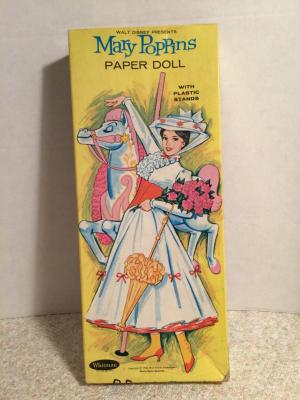 WALT DISNEY PRESENTS
Mary Poppins
PAPER DOLL
WITH
PLASTIC
STANDS
Whitman